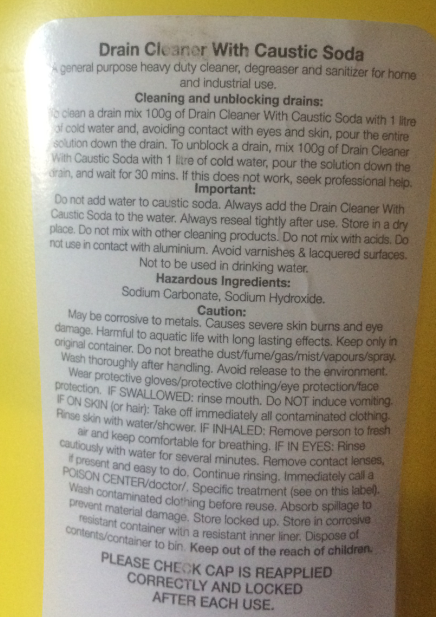 Drain Cleaner With Caustic Soda
A general purpose heavy duty cleaner, degreaser and sanitizer for home
and industrial use.
Cleaning and unblocking drains:
To clean a drain mix 100g of Drain Cleaner With Caustic Soda with 1 litre
of cold water and, avoiding contact with eyes and skin, pour the entire
solution down the drain. To unblock a drain, mix 100g of Drain Cleaner
With Caustic Soda with 1 litre of cold water, pour the solution down the
drain, and wait for 30 mins. If this does not work, seek professional help.
Important:
Do not add water to caustic soda. Always add the Drain Cleaner With
Caustic Soda to the water. Always reseal tightly after use. Store in a dry
place. Do not mix with other cleaning products. Do not mix with acids. Do
not use in contact with aluminium. Avoid varnishes & lacquered surfaces.
Not to be used in drinking water.
Hazardous Ingredients:
Sodium Carbonate, Sodium Hydroxide.
Caution:
May be corrosive to metals. Causes severe skin burns and eye
damage. Harmful to aquatic life with long lasting effects. Keep only in
original container. Do not breathe dust/fume/gas/mist/vapours/spray.
Wash thoroughly after handling. Avoid release to the environment.
Wear protective gloves/protective clothing/eye protection/face
protection. IF SWALLOWED: rinse mouth. Do NOT induce vomiting.
IF ON SKIN (or hair): Take off immediately all contaminated clothing.
Rinse skin with water/shower. IF INHALED: Remove person to fresh
air and keep comfortable for breathing. IF IN EYES: Rinse
cautiously with water for several minutes. Remove contact lenses,
if present and easy to do. Continue rinsing. Immediately call a
POISON CENTER/doctor/. Specific treatment (see on this label).
Wash contaminated clothing before reuse. Absorb spillage to
prevent material damage. Store locked up. Store in corrosive
resistant container with a resistant inner liner. Dispose of
contents/container to bin. Keep out of the reach of children.
PLEASE CHECK CAP IS REAPPLIED
CORRECTLY AND LOCKED
AFTER EACH USE.